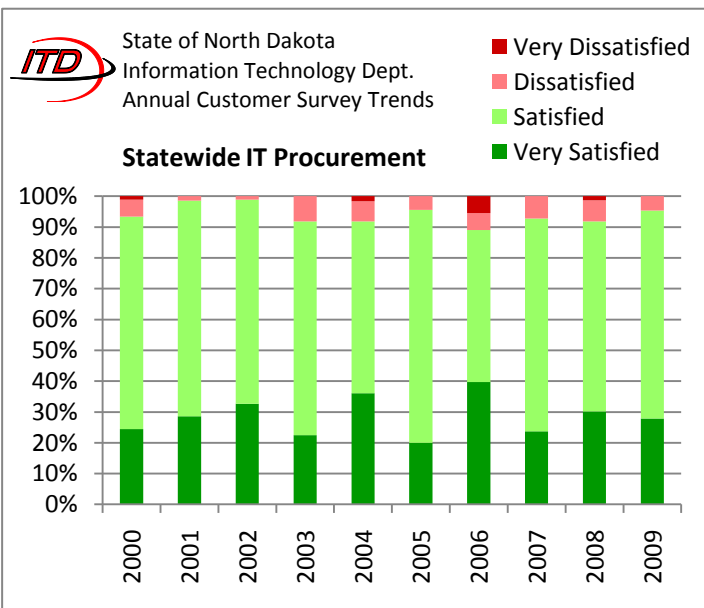 ITD
State of North Dakota
Information Technology Dept.
Annual Customer Survey Trends
Very Dissatisfied
Dissatisfied
Satisfied
Very Satisfied
Statewide IT Procurement
100%
90%
80%
70%
60%
50%
40%
30%
20%
10%
0%
2000
2001
2002
2003
2004
2005
2006
2007
2008
2009